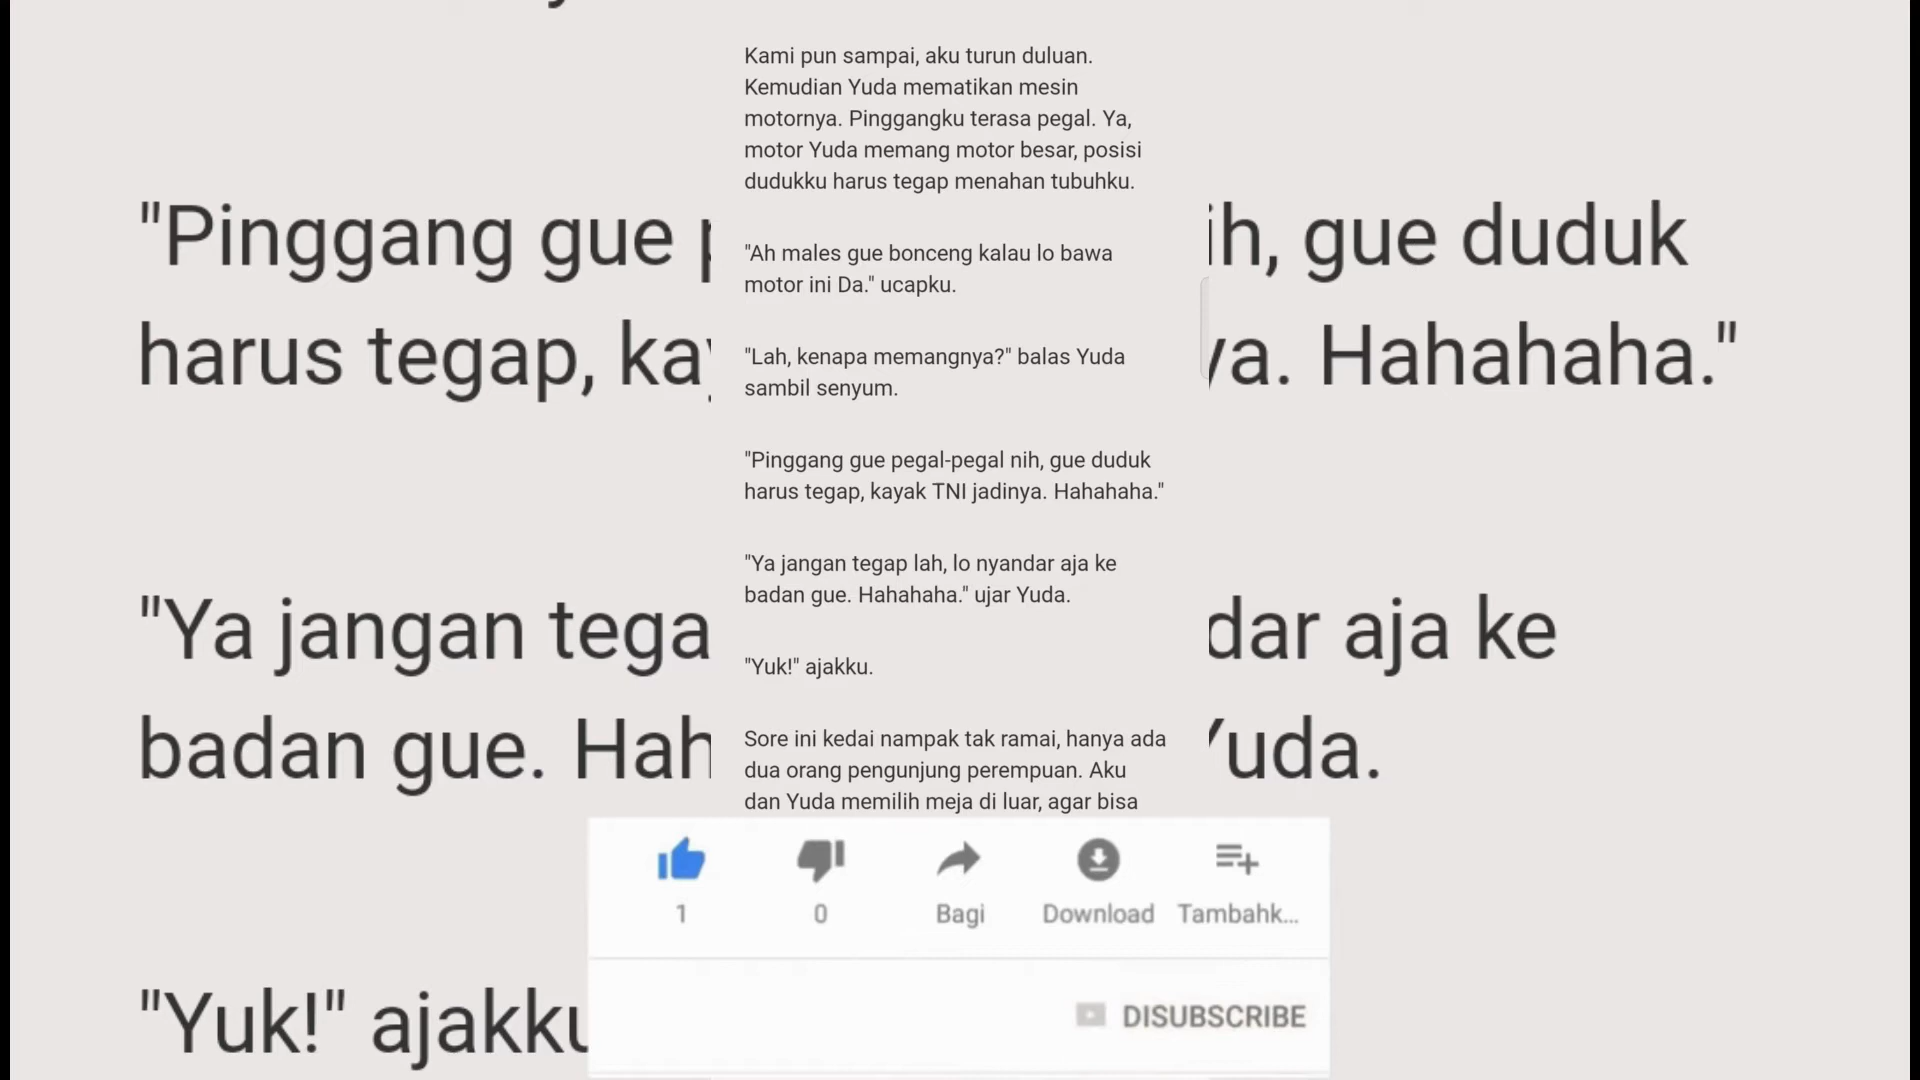 Kami pun sampai, aku turun duluan.
Kemudian Yuda mematikan mesin
motornya. Pinggangku terasa pegal. Ya,
motor Yuda memang motor besar, posisi
dudukku harus tegap menahan tubuhku.
"Ah males gue bonceng kalau lo bawa
motor ini Da." ucapku.
"Lah, kenapa memangnya?" balas Yuda
sambil senyum.
"Pinggang gue pegal-pegal nih, gue duduk
harus tegap, kayak TNI jadinya. Hahahaha."
"Ya jangan tegap lah, lo nyandar aja ke
badan gue. Hahahaha." ujar Yuda.
"Yuk!" ajakku.
Sore ini kedai nampak tak ramai, hanya ada
dua orang pengunjung perempuan. Aku
dan Yuda memilih meja di luar, agar bisa
"Pinggang gue ih, gue duduk
harus tegap, kay ya. Hahahaha."
"Ya jangan tega dar aja ke
badan gue. Hah Yuda.
"Yuk!" ajakku
1 0 Bagi Download Tambahk...
DISUBSCRIBE